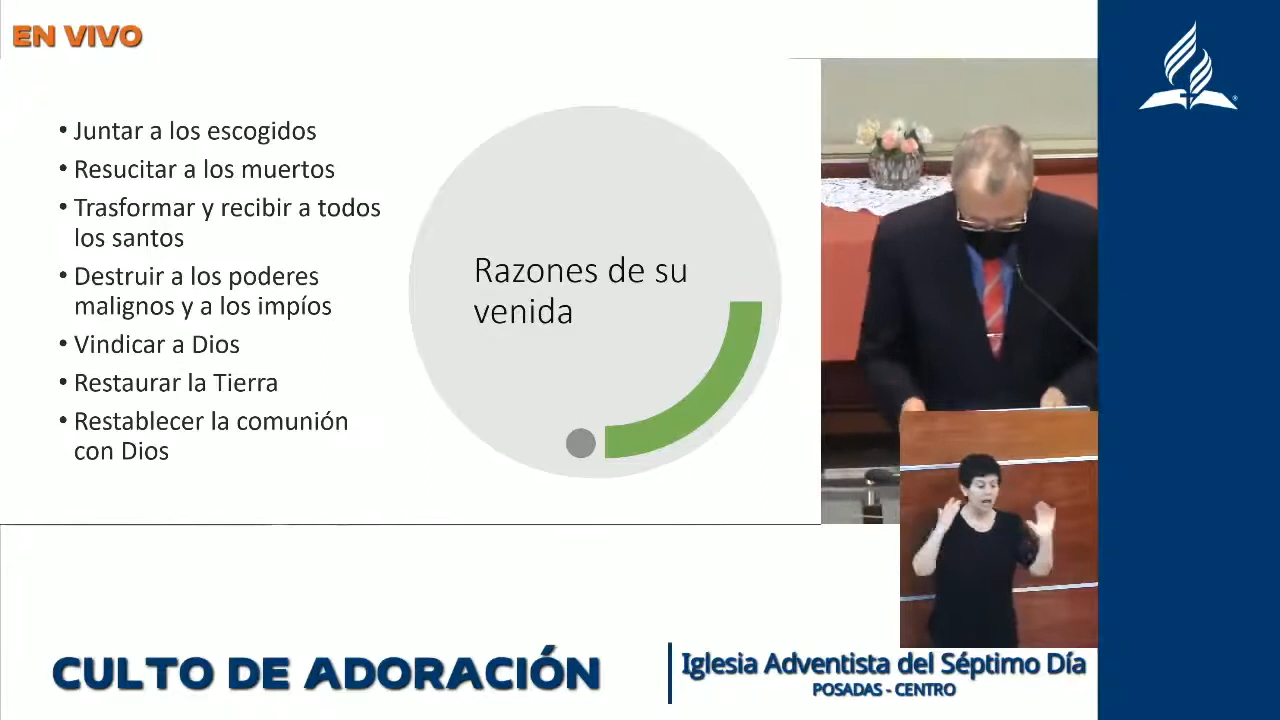 EN VIVO
• Juntar a los escogidos
• Resucitar a los muertos
• Trasformar y recibir a todos
los santos
• Destruir a los poderes
malignos y a los impíos
• Vindicar a Dios
• Restaurar la Tierra
• Restablecer la comunión
con Dios
Razones de su
venida
CULTO DE ADORACIÓN
Iglesia Adventista del Séptimo Día
POSADAS - CENTRO